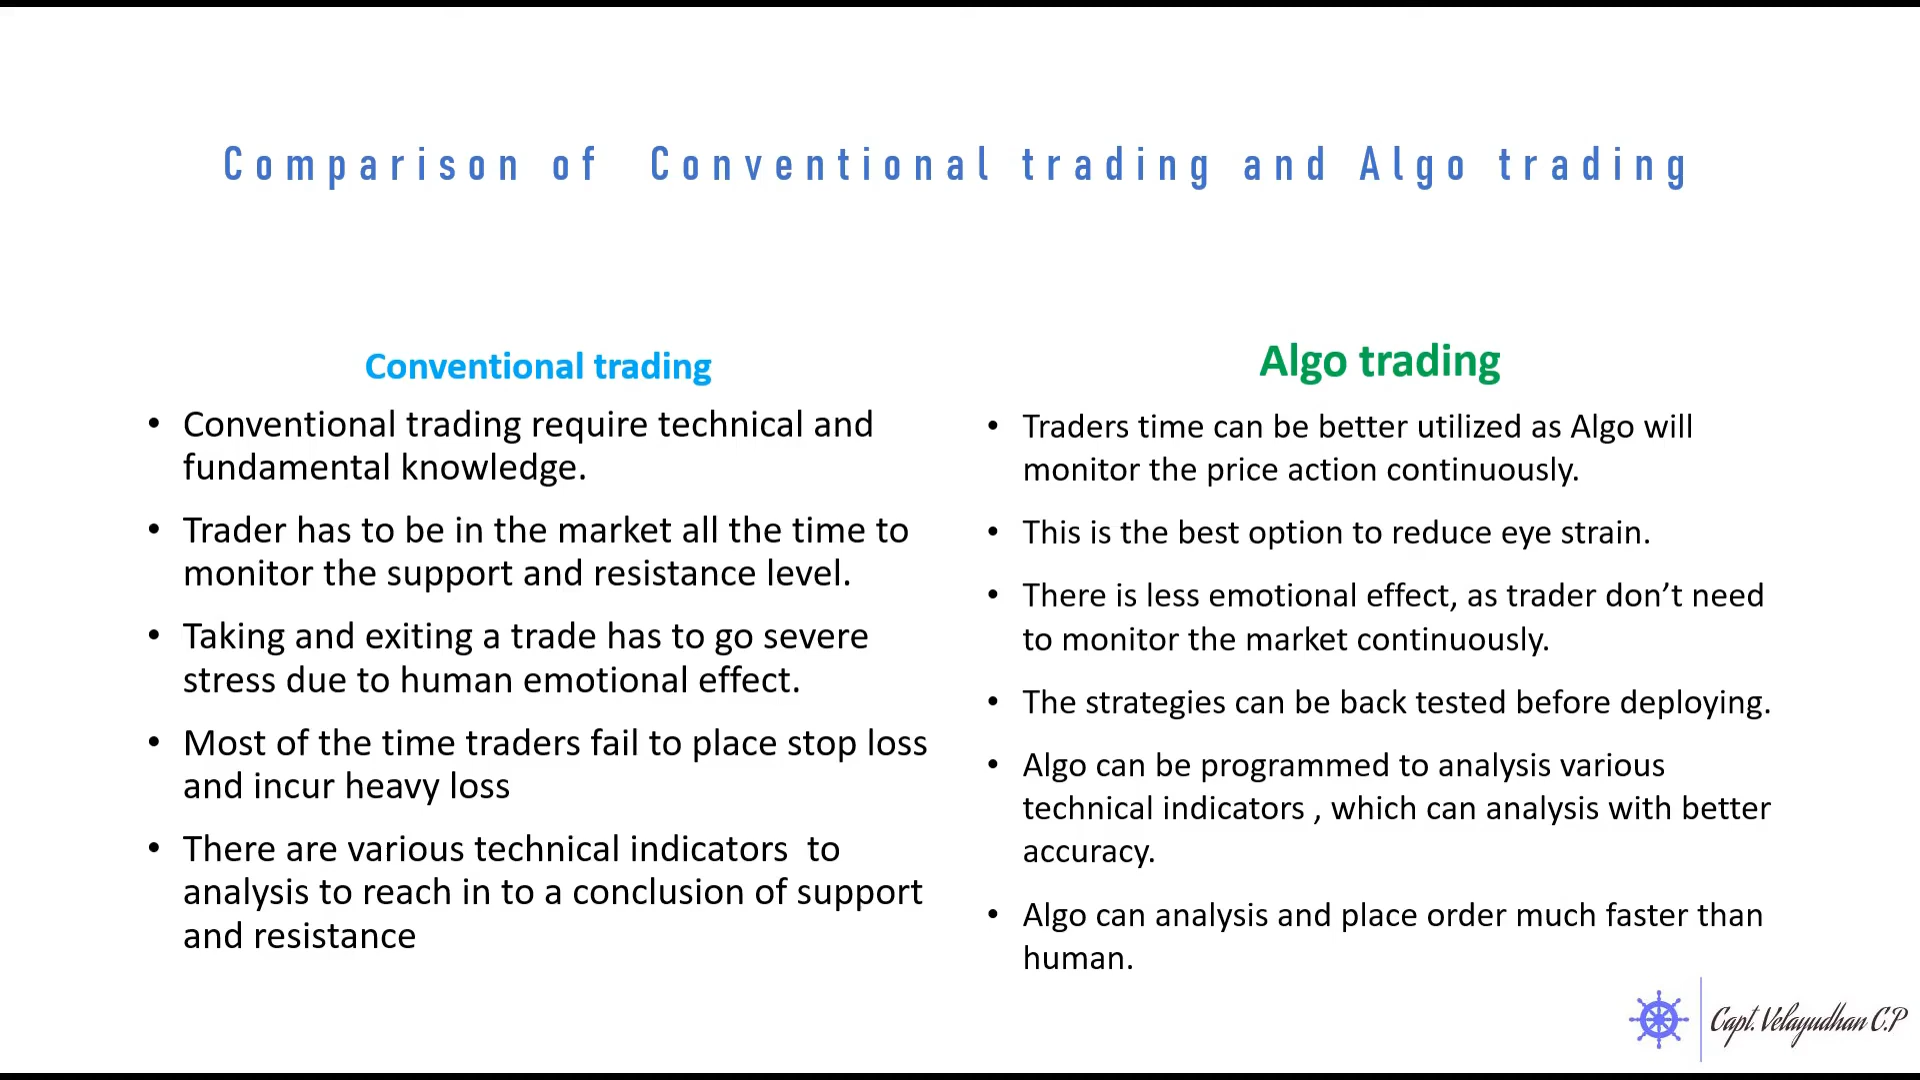 Comparison of Conventional trading and Algo trading
Conventional trading
• Conventional trading require technical and
fundamental knowledge.
• Trader has to be in the market all the time to
monitor the support and resistance level.
• Taking and exiting a trade has to go severe
stress due to human emotional effect.
• Most of the time traders fail to place stop loss
and incur heavy loss
• There are various technical indicators to
analysis to reach in to a conclusion of support
and resistance
Algo trading
• Traders time can be better utilized as Algo will
monitor the price action continuously.
• This is the best option to reduce eye strain.
• There is less emotional effect, as trader don’t need
to monitor the market continuously.
• The strategies can be back tested before deploying.
• Algo can be programmed to analysis various
technical indicators , which can analysis with better
accuracy.
• Algo can analysis and place order much faster than
human.
Capt. Velayudhan C.P